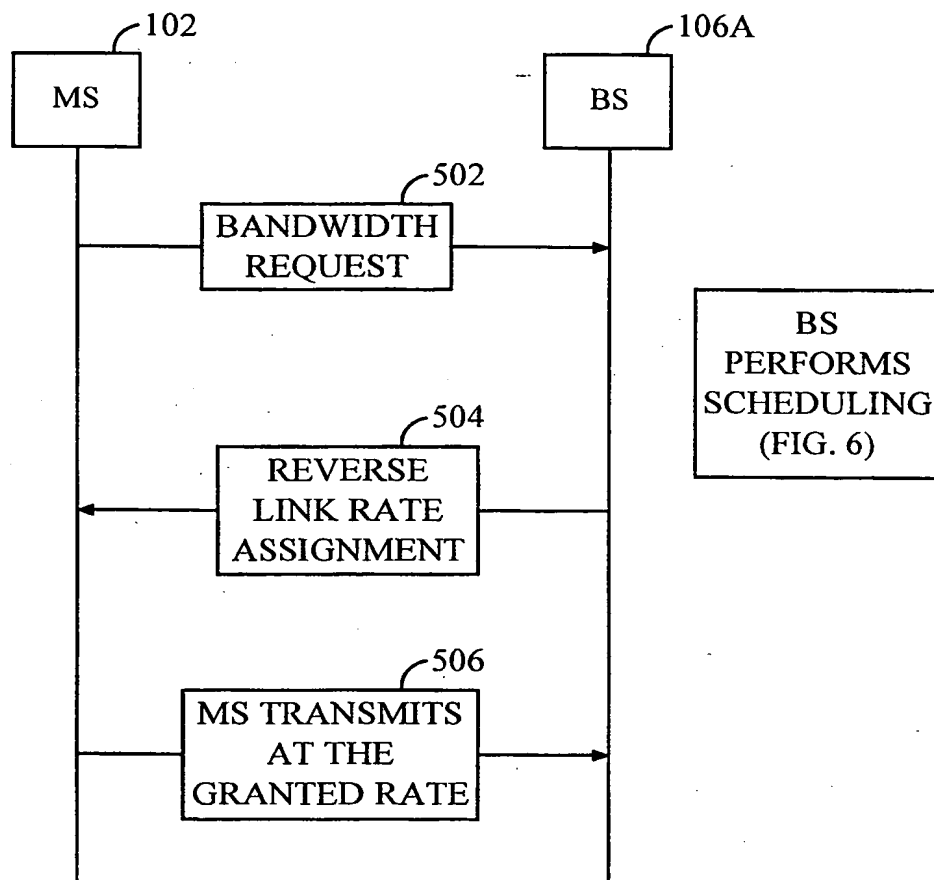 102
106A
MS
BS
502
BANDWIDTH
REQUEST
BS
PERFORMS
SCHEDULING
(FIG. 6)
504
REVERSE
LINK RATE
ASSIGNMENT
506
MS TRANSMITS
AT THE
GRANTED RATE